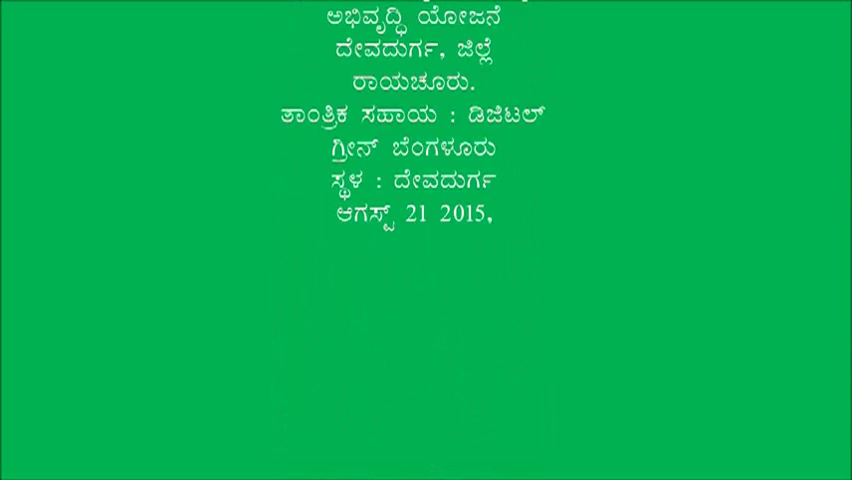 ಅಭಿವೃದ್ಧಿ ಯೋಜನೆ
ದೇವದುರ್ಗ, ಜಿಲ್ಲೆ
ರಾಯಚೂರು.
ತಾಂತ್ರಿಕ ಸಹಾಯ : ಡಿಜಿಟಲ್
ಗ್ರೀನ್ ಬೆಂಗಳೂರು
ಸ್ಥಳ : ದೇವದುರ್ಗ
ಆಗಸ್ಟ್ 21 2015,